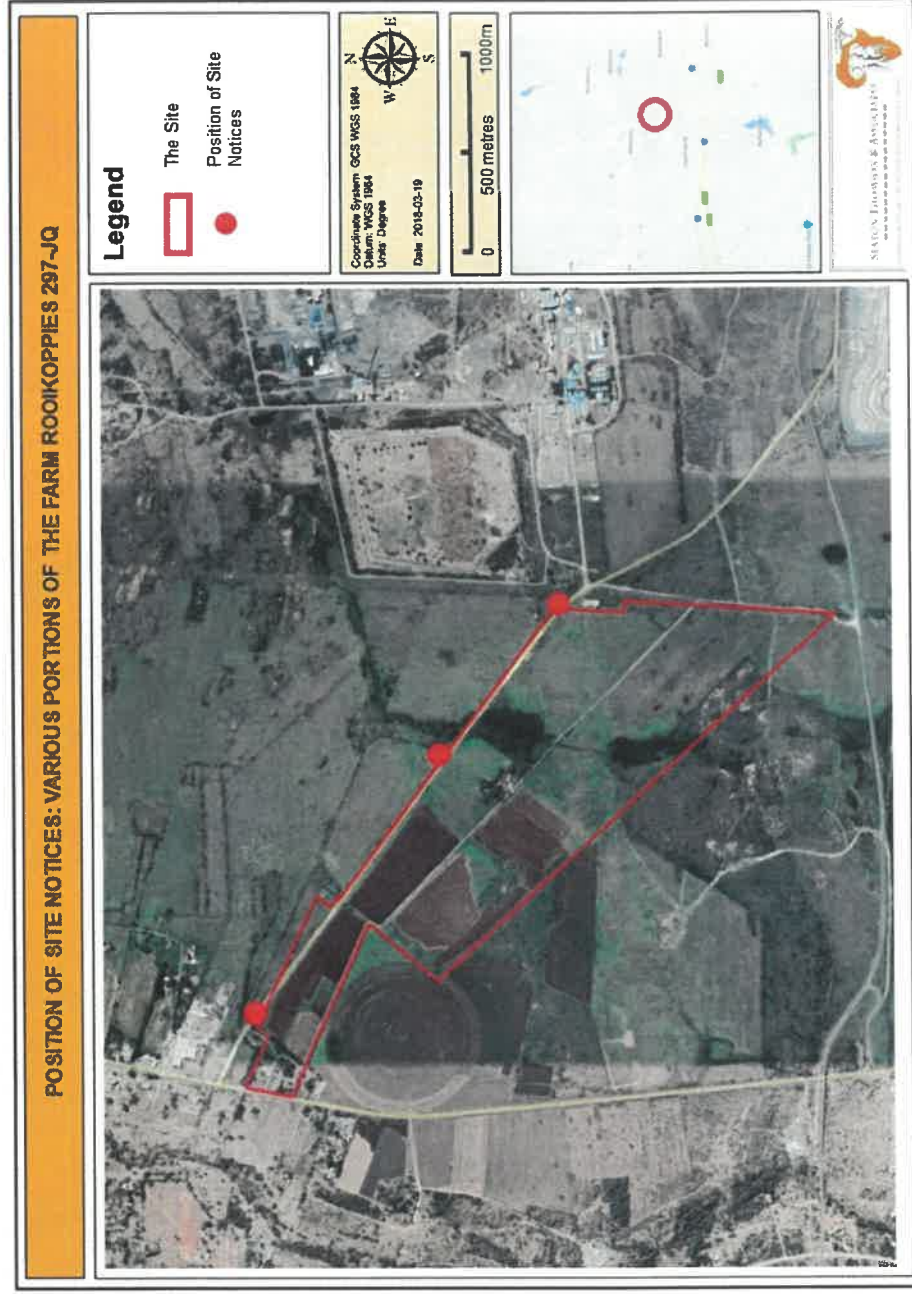 POSITION OF SITE NOTICES: VARIOUS PORTIONS OF THE FARM ROOIKOPPIES 297-JQ
Legend
The Site
Position of Site
Notices
Coordinate System: GCS WGS 1984
Datum: WGS 1984
Units: Degree
Date: 2018-03-19
N
W
E
S
0
500 metres
1000m